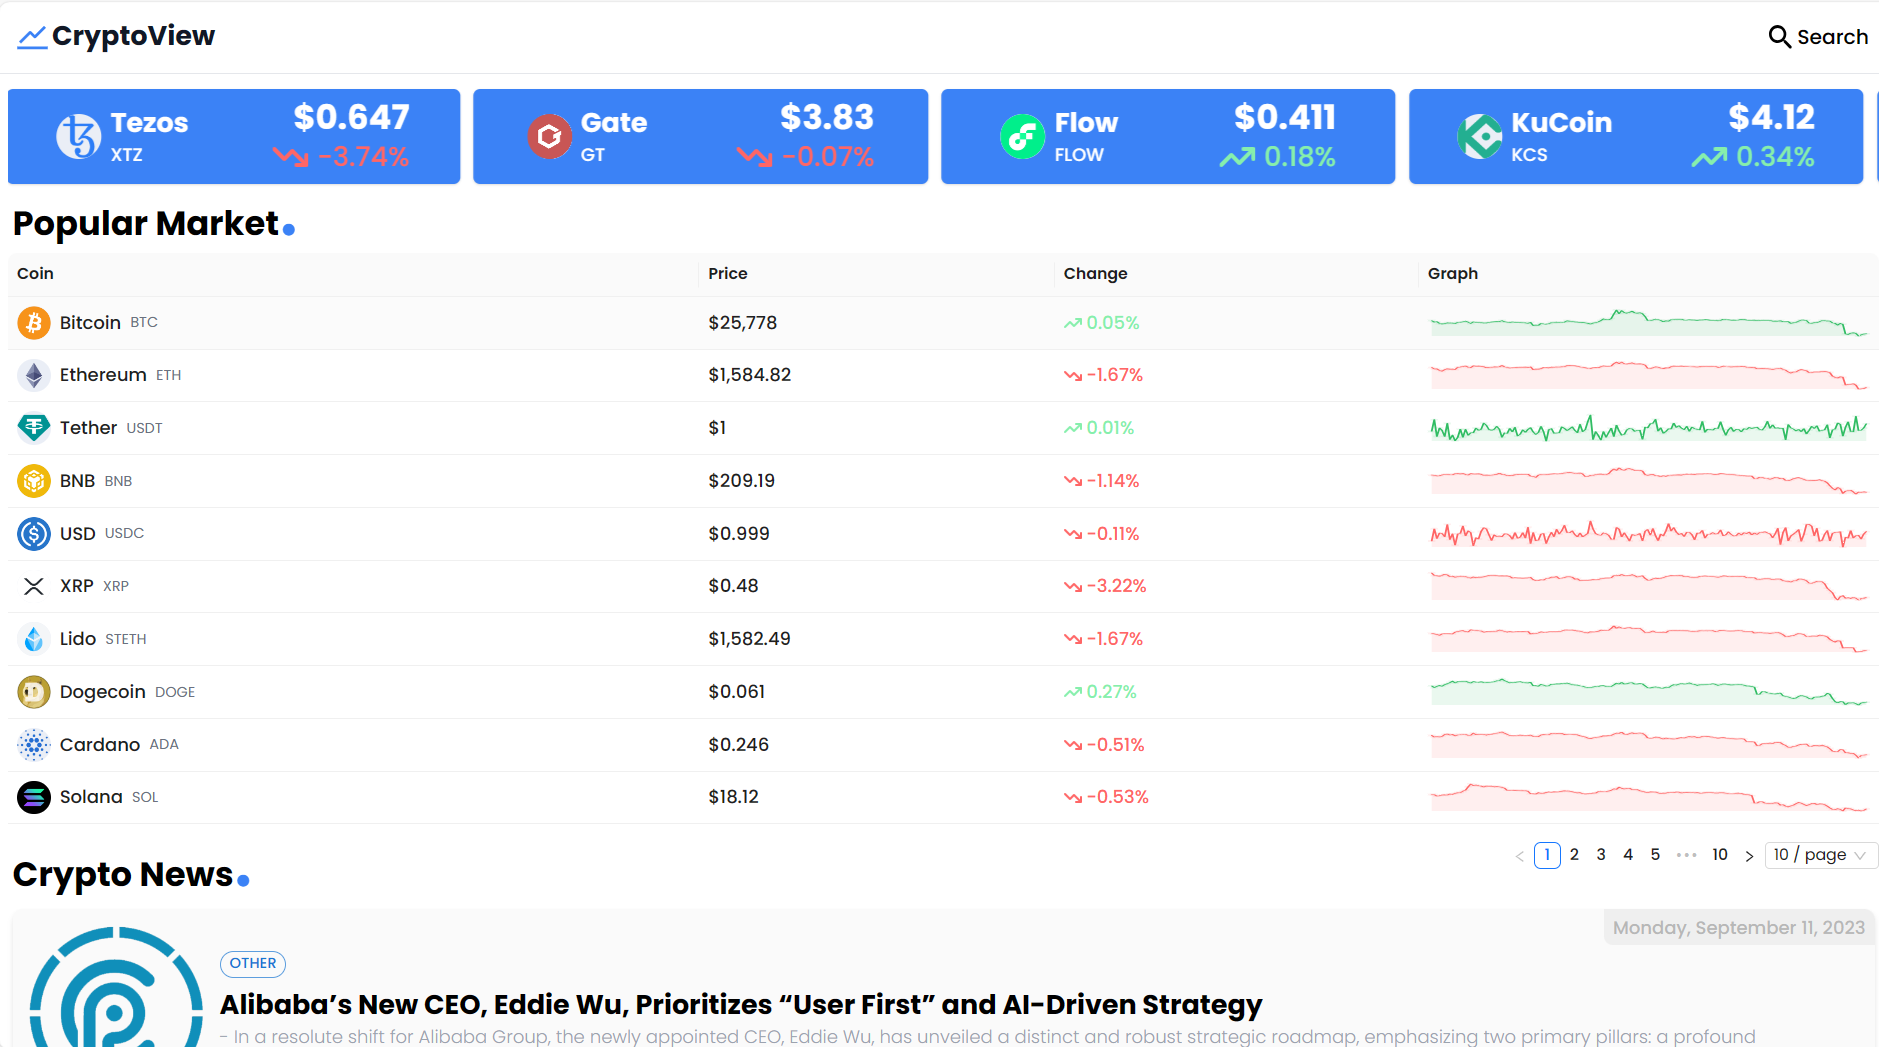 CryptoView
Search
Tezos $0.647
XTZ -3.74%
Gate $3.83
GT -0.07%
Flow $0.411
FLOW 0.18%
KuCoin $4.12
KCS 0.34%
Popular Market
Coin Price Change Graph
Bitcoin BTC $25,778 0.05%
Ethereum ETH $1,584.82 -1.67%
Tether USDT $1 0.01%
BNB BNB $209.19 -1.14%
USD USDC $0.999 -0.11%
XRP XRP $0.48 -3.22%
Lido STETH $1,582.49 -1.67%
Dogecoin DOGE $0.061 0.27%
Cardano ADA $0.246 -0.51%
Solana SOL $18.12 -0.53%
< 1 2 3 4 5 ••• 10 > 10 / page
Crypto News
Monday, September 11, 2023
OTHER
Alibaba’s New CEO, Eddie Wu, Prioritizes “User First” and AI-Driven Strategy
- In a resolute shift for Alibaba Group, the newly appointed CEO, Eddie Wu, has unveiled a distinct and robust strategic roadmap, emphasizing two primary pillars: a profound